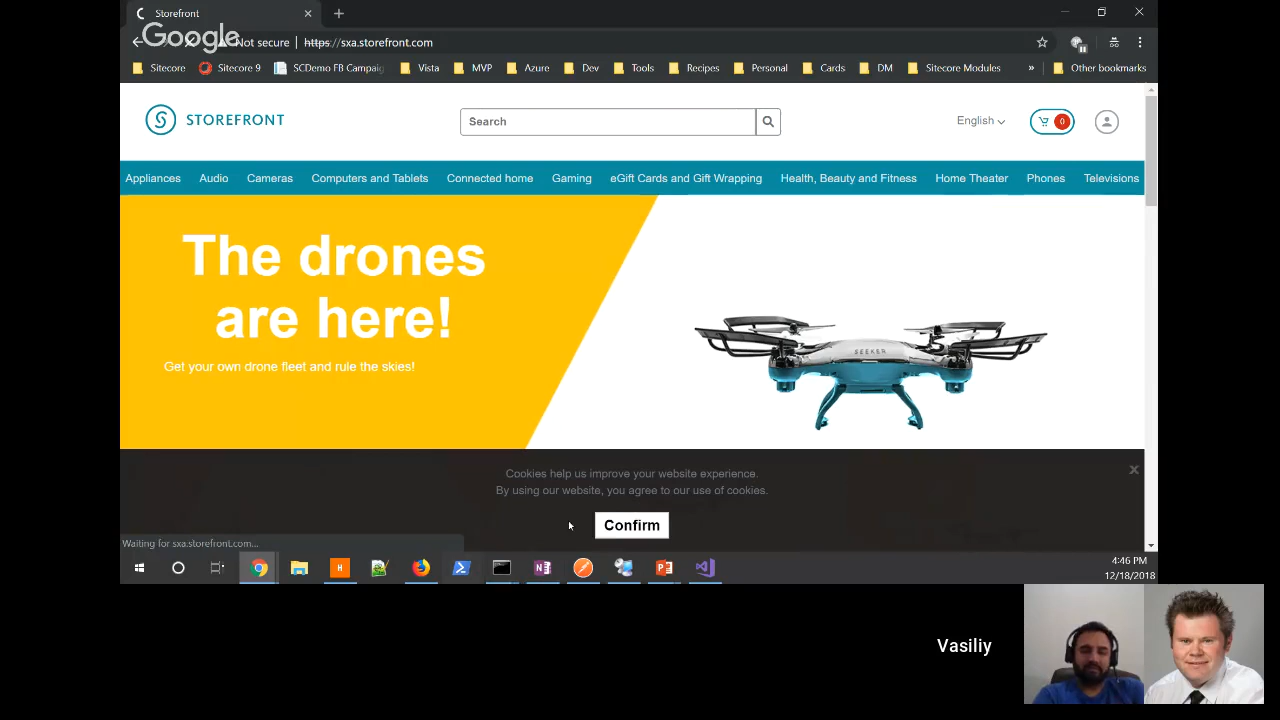 Storefront
Google
Not secure | https://sxa.storefront.com
Sitecore Sitecore 9 SCDemo FB Campaig Vista MVP Azure Dev Tools Recipes Personal Cards DM Sitecore Modules » Other bookmarks
STOREFRONT
Search
English
0
Appliances Audio Cameras Computers and Tablets Connected home Gaming eGift Cards and Gift Wrapping Health, Beauty and Fitness Home Theater Phones Televisions
The drones
are here!
Get your own drone fleet and rule the skies!
SEEKER
Cookies help us improve your website experience.
By using our website, you agree to our use of cookies.
x
Confirm
Waiting for sxa.storefront.com...
4:46 PM
12/18/2018
Vasiliy